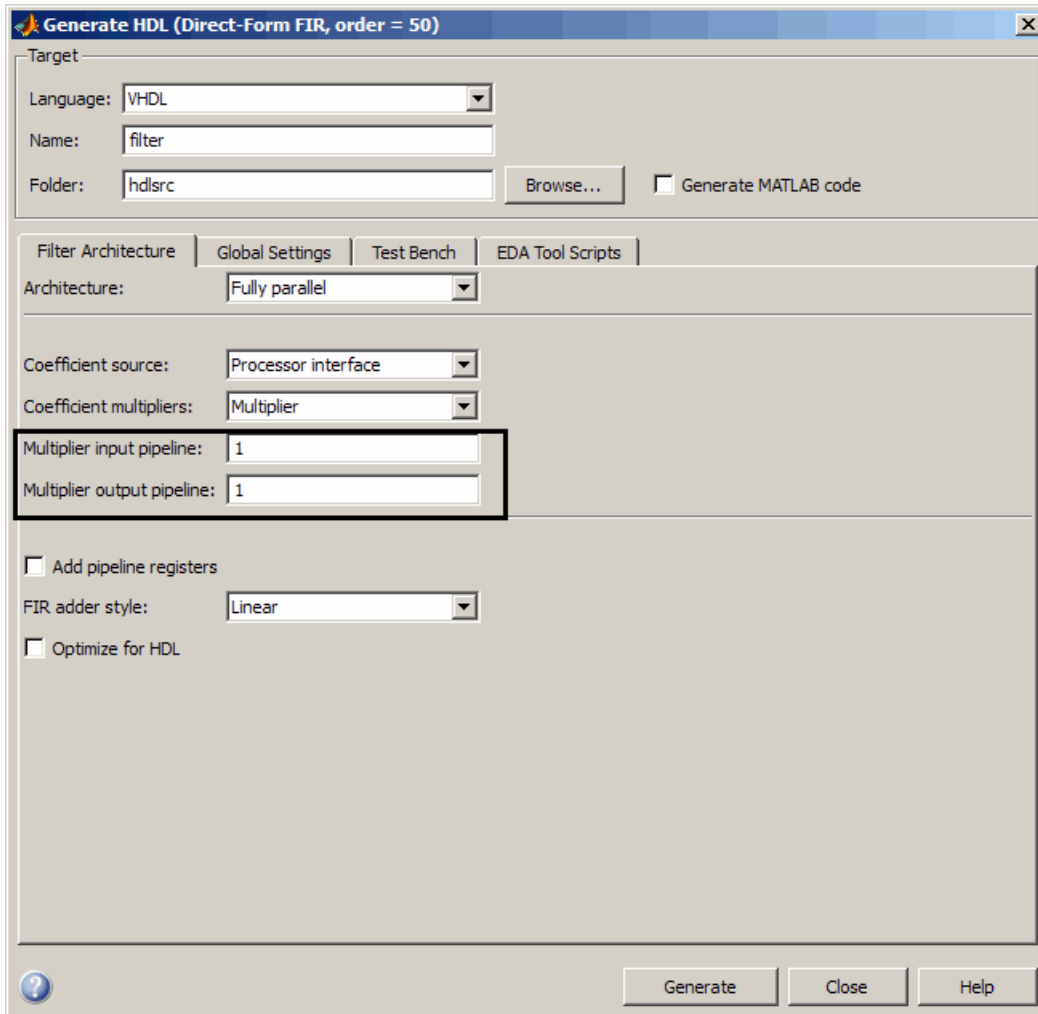 Generate HDL (Direct-Form FIR, order = 50)
Target
Language: VHDL
Name: filter
Folder: hdlsrc Browse... Generate MATLAB code
Filter Architecture Global Settings Test Bench EDA Tool Scripts
Architecture: Fully parallel
Coefficient source: Processor interface
Coefficient multipliers: Multiplier
Multiplier input pipeline: 1
Multiplier output pipeline: 1
Add pipeline registers
FIR adder style: Linear
Optimize for HDL
? Generate Close Help